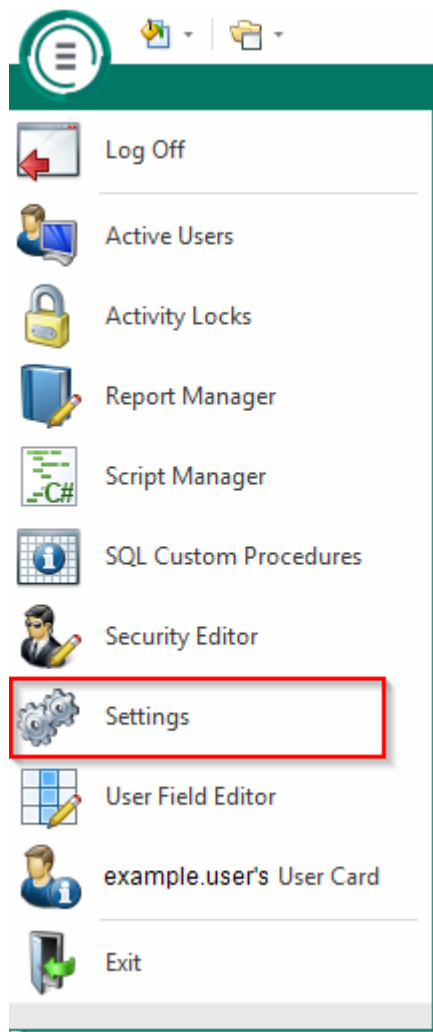 Log Off
Active Users
Activity Locks
Report Manager
C#
Script Manager
SQL Custom Procedures
Security Editor
Settings
User Field Editor
example.user's User Card
Exit